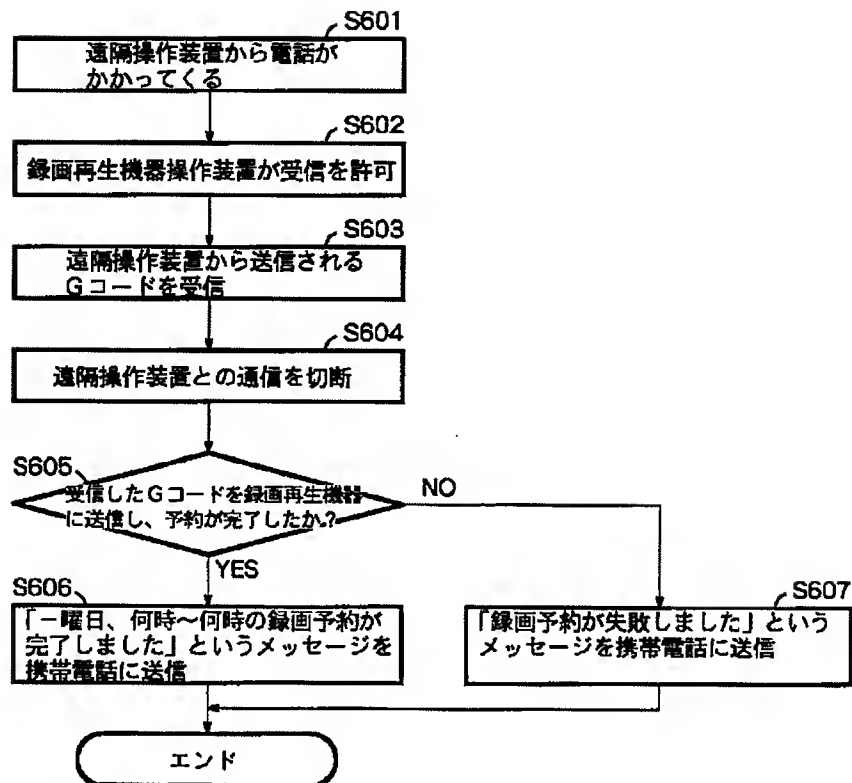 S601
遠隔操作装置から電話が
かかってくる
S602
録画再生機器操作装置が受信を許可
S603
遠隔操作装置から送信される
Gコードを受信
S604
遠隔操作装置との通信を切断
S605
受信したGコードを録画再生機器
に送信し、予約が完了したか?
NO
YES
S606
「-曜日、何時~何時の録画予約が
完了しました」というメッセージを
携帯電話に送信
S607
「録画予約が失敗しました」という
メッセージを携帯電話に送信
エンド